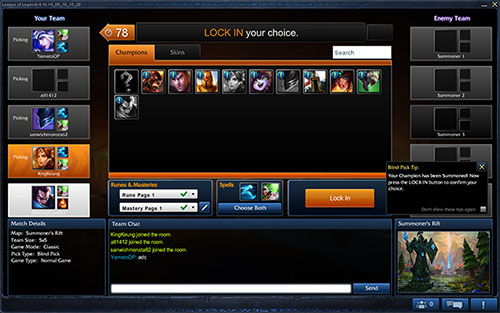 League of Legends
Your Team
78
LOCK IN your choice.
Enemy Team
Champions
Skins
Search
Picking
YamatoOP
Picking
ati1412
Picking
sanwichmonsta62
Picking
KingKeung
Summoner 1
Summoner 2
Summoner 3
Blind Pick Tip
Your Champion has been Summoned! Now
press the LOCK IN button to confirm your
choice.
Don't show these tips again
Runes & Masteries
Rune Page 1
Mastery Page 1
Spells
Choose Both
Lock In
Match Details
Map: Summoner's Rift
Team Size: 5x5
Game Mode: Classic
Pick Type: Blind Pick
Game Type: Normal Game
Team Chat
KingKeung joined the room
ati1412 joined the room
sanwichmonsta62 joined the room
YamatoOP: adc
Send
Summoner's Rift
0